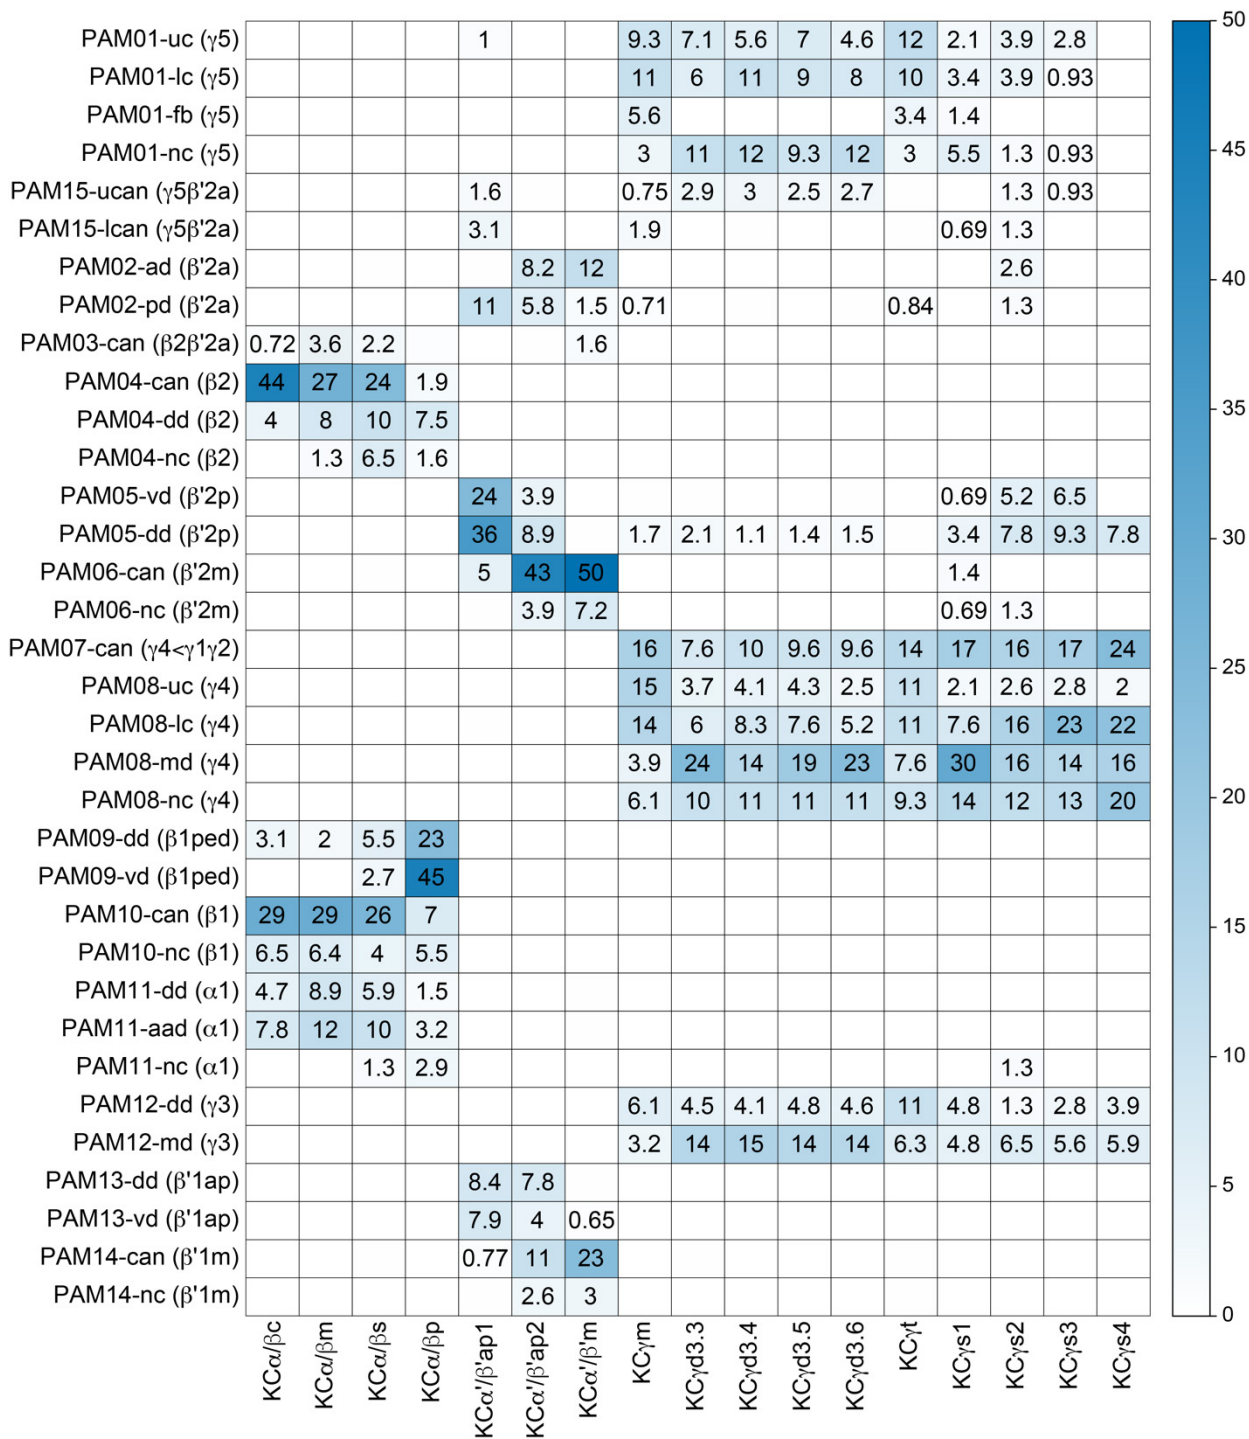 PAM01-uc (γ5) 1 9.3 7.1 5.6 7 4.6 12 2.1 3.9 2.8
PAM01-lc (γ5) 11 6 11 9 8 10 3.4 3.9 0.93
PAM01-fb (γ5) 5.6 3.4 1.4
PAM01-nc (γ5) 3 11 12 9.3 12 3 5.5 1.3 0.93
PAM15-ucan (γ5β'2a) 1.6 0.75 2.9 3 2.5 2.7 1.3 0.93
PAM15-lcan (γ5β'2a) 3.1 1.9 0.69 1.3
PAM02-ad (β'2a) 8.2 12 2.6
PAM02-pd (β'2a) 11 5.8 1.5 0.71 0.84 1.3
PAM03-can (β2β'2a) 0.72 3.6 2.2 1.6
PAM04-can (β2) 44 27 24 1.9
PAM04-dd (β2) 4 8 10 7.5
PAM04-nc (β2) 1.3 6.5 1.6
PAM05-vd (β'2p) 24 3.9 0.69 5.2 6.5
PAM05-dd (β'2p) 36 8.9 1.7 2.1 1.1 1.4 1.5 3.4 7.8 9.3 7.8
PAM06-can (β'2m) 5 43 50 1.4
PAM06-nc (β'2m) 3.9 7.2 0.69 1.3
PAM07-can (γ4<γ1γ2) 16 7.6 10 9.6 9.6 14 17 16 17 24
PAM08-uc (γ4) 15 3.7 4.1 4.3 2.5 11 2.1 2.6 2.8 2
PAM08-lc (γ4) 14 6 8.3 7.6 5.2 11 7.6 16 23 22
PAM08-md (γ4) 3.9 24 14 19 23 7.6 30 16 14 16
PAM08-nc (γ4) 6.1 10 11 11 11 9.3 14 12 13 20
PAM09-dd (β1ped) 3.1 2 5.5 23
PAM09-vd (β1ped) 2.7 45
PAM10-can (β1) 29 29 26 7
PAM10-nc (β1) 6.5 6.4 4 5.5
PAM11-dd (α1) 4.7 8.9 5.9 1.5
PAM11-aad (α1) 7.8 12 10 3.2
PAM11-nc (α1) 1.3 2.9 1.3
PAM12-dd (γ3) 6.1 4.5 4.1 4.8 4.6 11 4.8 1.3 2.8 3.9
PAM12-md (γ3) 3.2 14 15 14 14 6.3 4.8 6.5 5.6 5.9
PAM13-dd (β'1ap) 8.4 7.8
PAM13-vd (β'1ap) 7.9 4 0.65
PAM14-can (β'1m) 0.77 11 23
PAM14-nc (β'1m) 2.6 3
KCα/βc
KCα/βm
KCα/βs
KCα/βp
KCα'/β'ap1
KCα'/β'ap2
KCα'/β'm
KCγm
KCγd3.3
KCγd3.4
KCγd3.5
KCγd3.6
KCγt
KCγs1
KCγs2
KCγs3
KCγs4
50
45
40
35
30
25
20
15
10
5
0